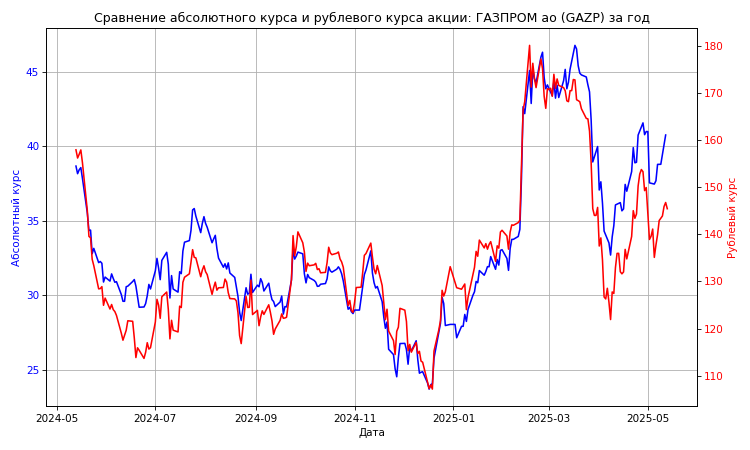 Сравнение абсолютного курса и рублевого курса акции: ГАЗПРОМ ао (GAZP) за год
Абсолютный курс
45
40
35
30
25
180
170
160
150
140
130
120
110
Рублевый курс
2024-05 2024-07 2024-09 2024-11 2025-01 2025-03 2025-05
Дата